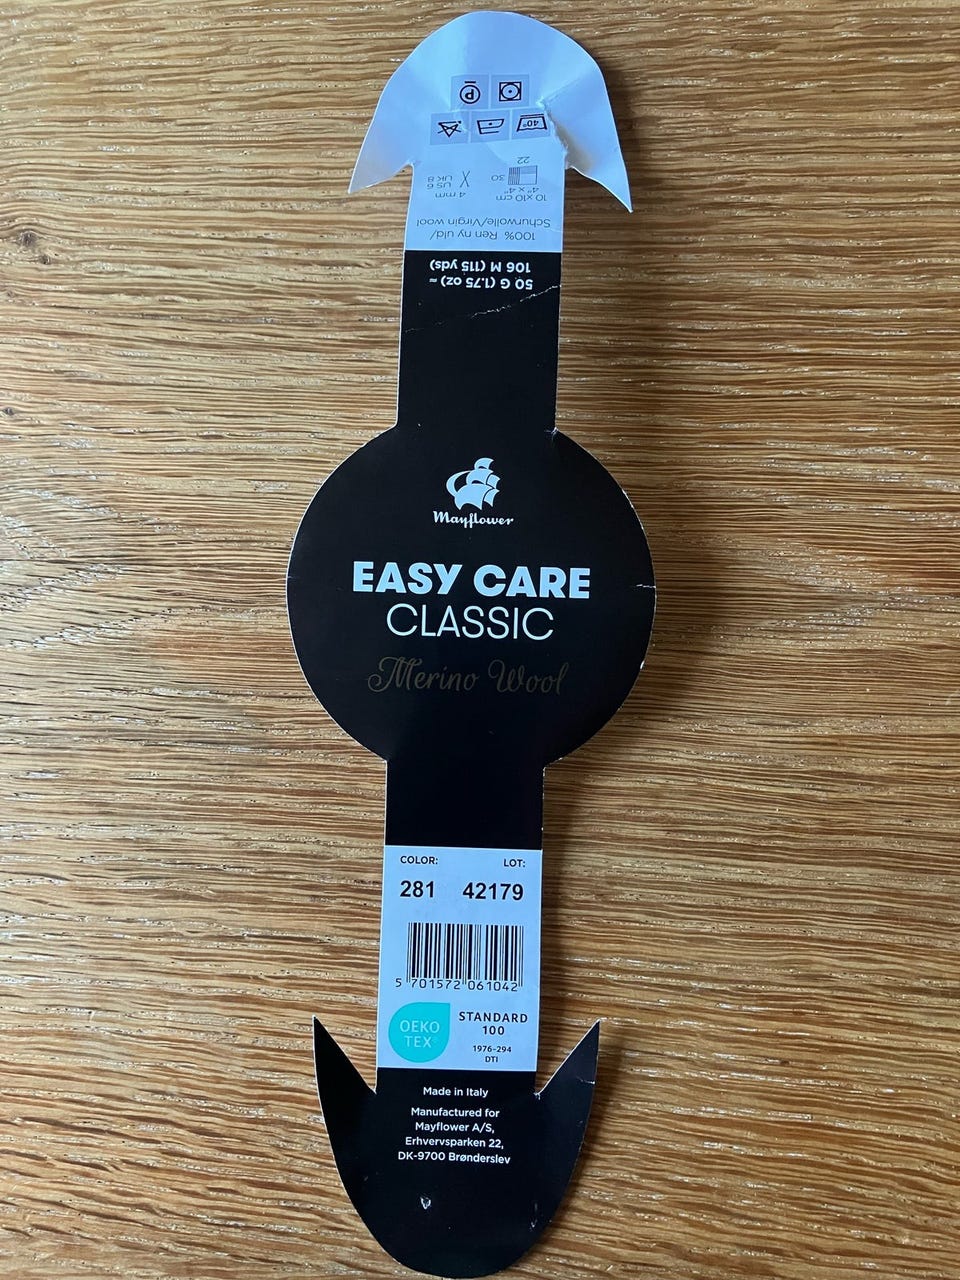 40°
P
10 x10 cm
4" x 4"
30
22
4 mm
US 6
UK 8
100% Ren ny uld/
Schurwolle/Virgin wool
50 G (1.75 oz) ≈
106 M (115 yds)
Mayflower
EASY CARE
CLASSIC
Merino Wool
COLOR: LOT:
281 42179
5 701572 061042
OEKO
TEX®
STANDARD
100
1976-294
DTI
Made in Italy
Manufactured for
Mayflower A/S,
Erhvervsparken 22,
DK-9700 Brønderslev